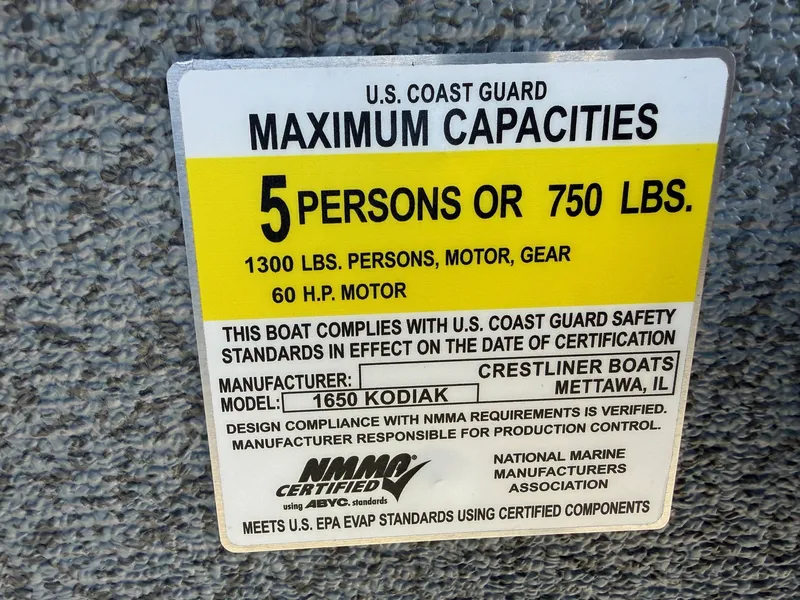 U.S. COAST GUARD
MAXIMUM CAPACITIES
5 PERSONS OR 750 LBS.
1300 LBS. PERSONS, MOTOR, GEAR
60 H.P. MOTOR
THIS BOAT COMPLIES WITH U.S. COAST GUARD SAFETY
STANDARDS IN EFFECT ON THE DATE OF CERTIFICATION
MANUFACTURER: CRESTLINER BOATS
METTAWA, IL
MODEL: 1650 KODIAK
DESIGN COMPLIANCE WITH NMMA REQUIREMENTS IS VERIFIED.
MANUFACTURER RESPONSIBLE FOR PRODUCTION CONTROL.
NMMA®
CERTIFIED
using ABYC. standards
NATIONAL MARINE
MANUFACTURERS
ASSOCIATION
MEETS U.S. EPA EVAP STANDARDS USING CERTIFIED COMPONENTS